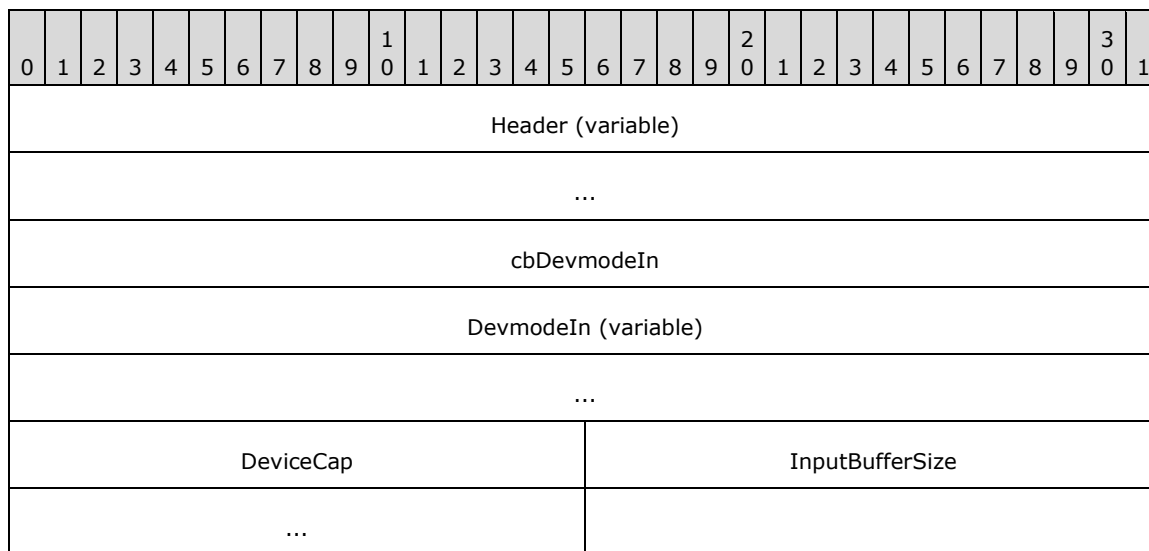 1 2 3
0 1 2 3 4 5 6 7 8 9 0 1 2 3 4 5 6 7 8 9 0 1 2 3 4 5 6 7 8 9 0 1
Header (variable)
...
cbDevmodeIn
DevmodeIn (variable)
...
DeviceCap InputBufferSize
...